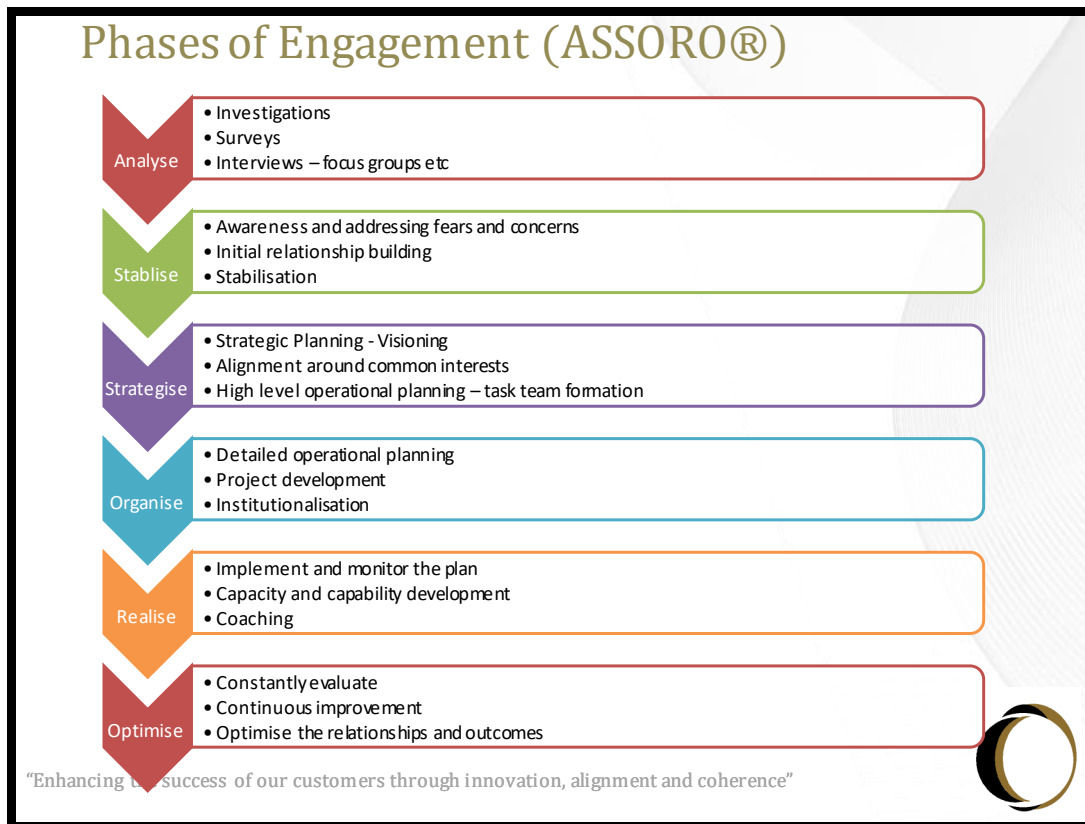 Phases of Engagement (ASSORO®)
Analyse
• Investigations
• Surveys
• Interviews – focus groups etc
Stablise
• Awareness and addressing fears and concerns
• Initial relationship building
• Stabilisation
Strategise
• Strategic Planning - Visioning
• Alignment around common interests
• High level operational planning – task team formation
Organise
• Detailed operational planning
• Project development
• Institutionalisation
Realise
• Implement and monitor the plan
• Capacity and capability development
• Coaching
Optimise
• Constantly evaluate
• Continuous improvement
• Optimise the relationships and outcomes
“Enhancing success of our customers through innovation, alignment and coherence”